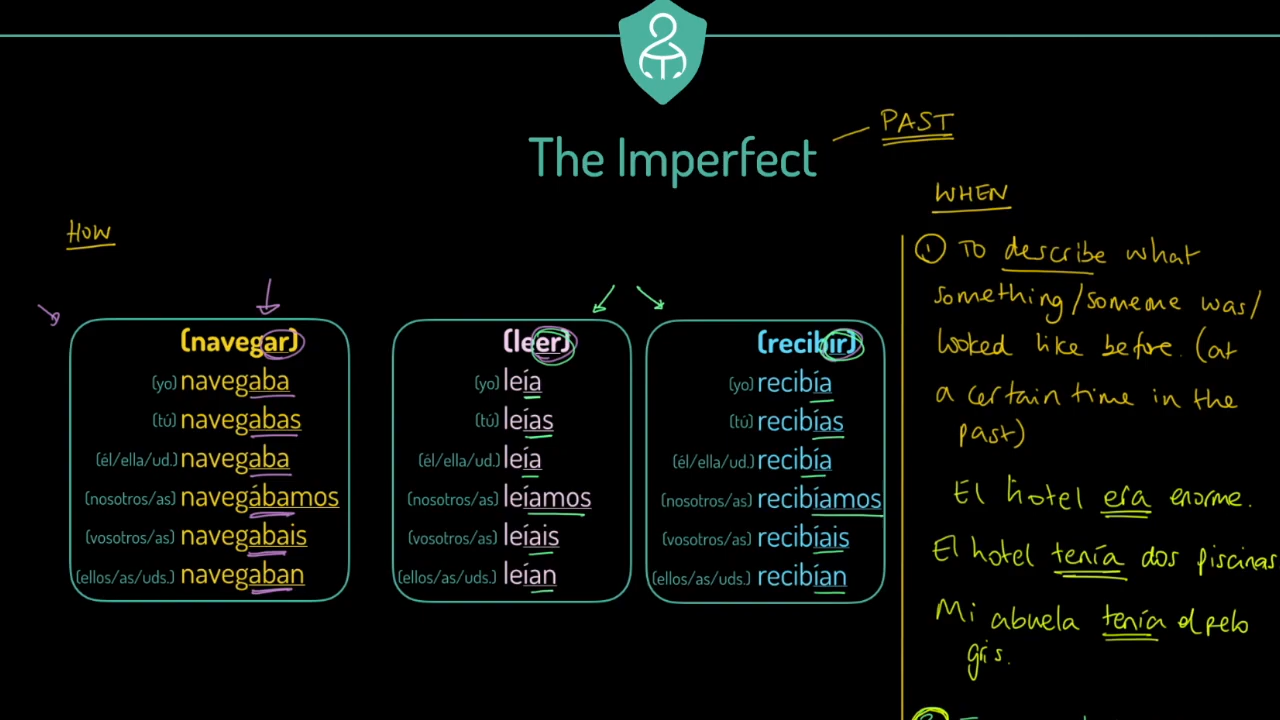 The Imperfect
PAST
HOW
(navegar)
(yo) navegaba
(tú) navegabas
(él/ella/ud.) navegaba
(nosotros/as) navegábamos
(vosotros/as) navegabais
(ellos/as/uds.) navegaban
(leer)
(yo) leía
(tú) leías
(él/ella/ud.) leía
(nosotros/as) leíamos
(vosotros/as) leíais
(ellos/as/uds.) leían
(recibir)
(yo) recibía
(tú) recibías
(él/ella/ud.) recibía
(nosotros/as) recibíamos
(vosotros/as) recibíais
(ellos/as/uds.) recibían
WHEN
① To describe what
something/someone was/
looked like before. (at
a certain time in the
past)
El hotel era enorme.
El hotel tenía dos piscinas
Mi abuela tenía el pelo
gris.